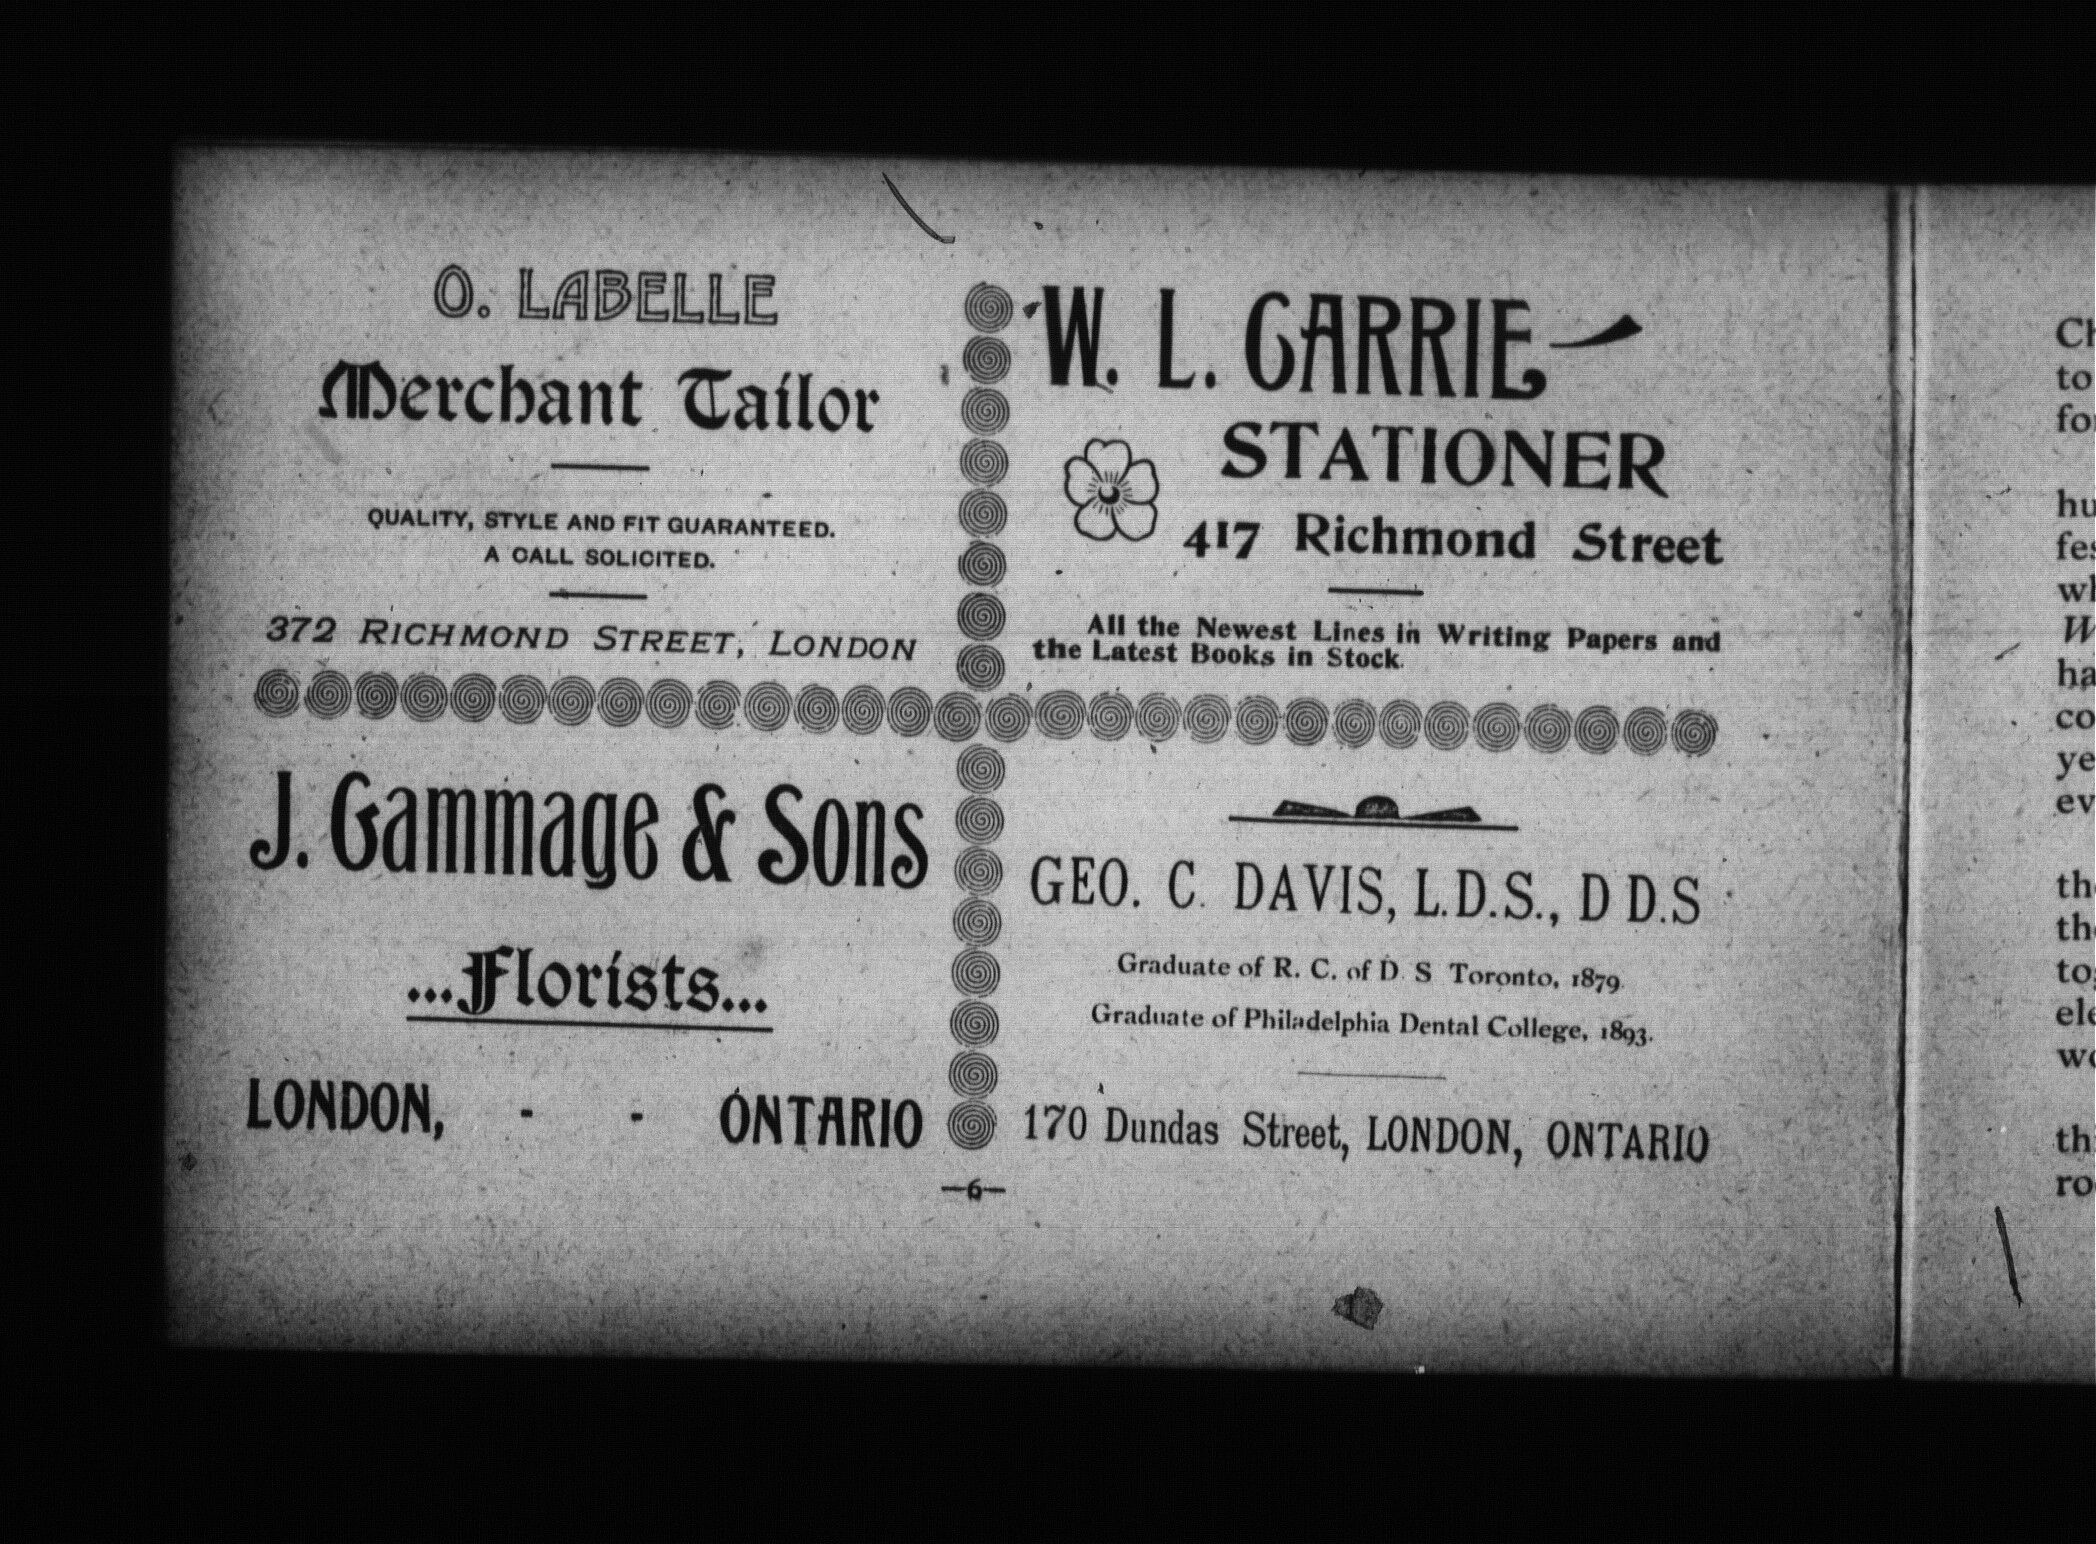 O. LABELLE
Merchant Tailor
QUALITY, STYLE AND FIT GUARANTEED.
A CALL SOLICITED.
372 RICHMOND STREET, LONDON
W. L. CARRIE
STATIONER
417 Richmond Street
All the Newest Lines in Writing Papers and
the Latest Books in Stock.
J. Gammage & Sons
...Florists...
LONDON, - - ONTARIO
GEO. C. DAVIS, L.D.S., D D.S
Graduate of R. C. of D. S Toronto, 1879.
Graduate of Philadelphia Dental College, 1893.
170 Dundas Street, LONDON, ONTARIO
—6—